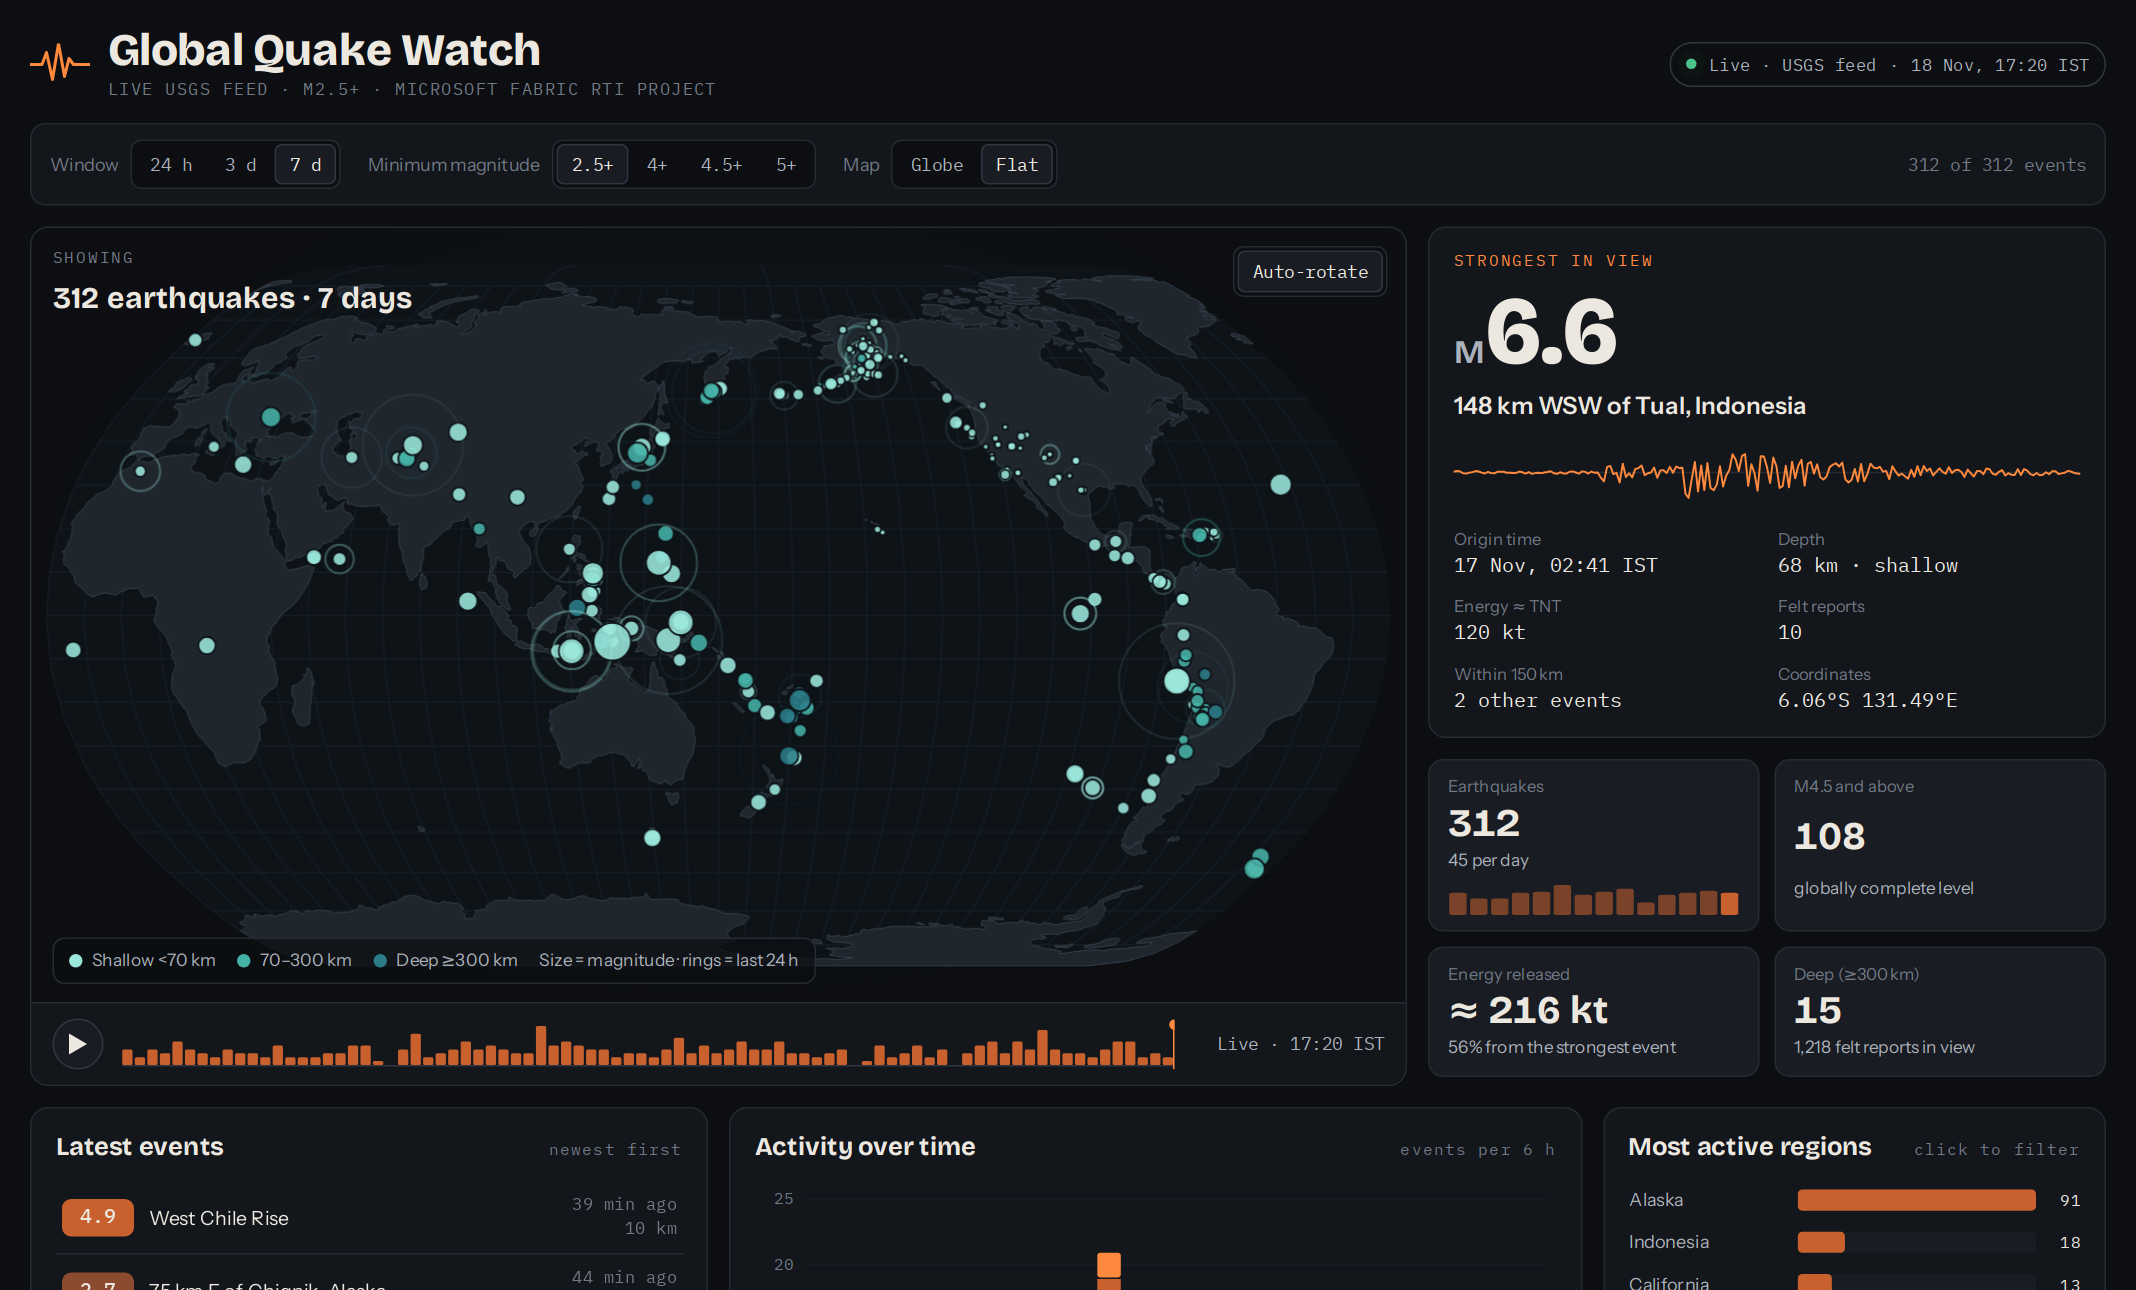 Global Quake Watch
LIVE USGS FEED · M2.5+ · MICROSOFT FABRIC RTI PROJECT
Live · USGS feed · 18 Nov, 17:20 IST
Window 24 h 3 d 7 d Minimum magnitude 2.5+ 4+ 4.5+ 5+ Map Globe Flat 312 of 312 events
SHOWING
312 earthquakes · 7 days
Auto-rotate
Shallow <70 km 70–300 km Deep ≥300 km Size = magnitude · rings = last 24 h
Live · 17:20 IST
STRONGEST IN VIEW
M6.6
148 km WSW of Tual, Indonesia
Origin time Depth
17 Nov, 02:41 IST 68 km · shallow
Energy ≈ TNT Felt reports
120 kt 10
Within 150 km Coordinates
2 other events 6.06°S 131.49°E
Earthquakes
312
45 per day
M4.5 and above
108
globally complete level
Energy released
≈ 216 kt
56% from the strongest event
Deep (≥300 km)
15
1,218 felt reports in view
Latest events newest first
4.9 West Chile Rise 39 min ago
10 km
2.7 75 km E of Chignik, Alaska 44 min ago
Activity over time events per 6 h
25
20
Most active regions click to filter
Alaska 91
Indonesia 18
California 13